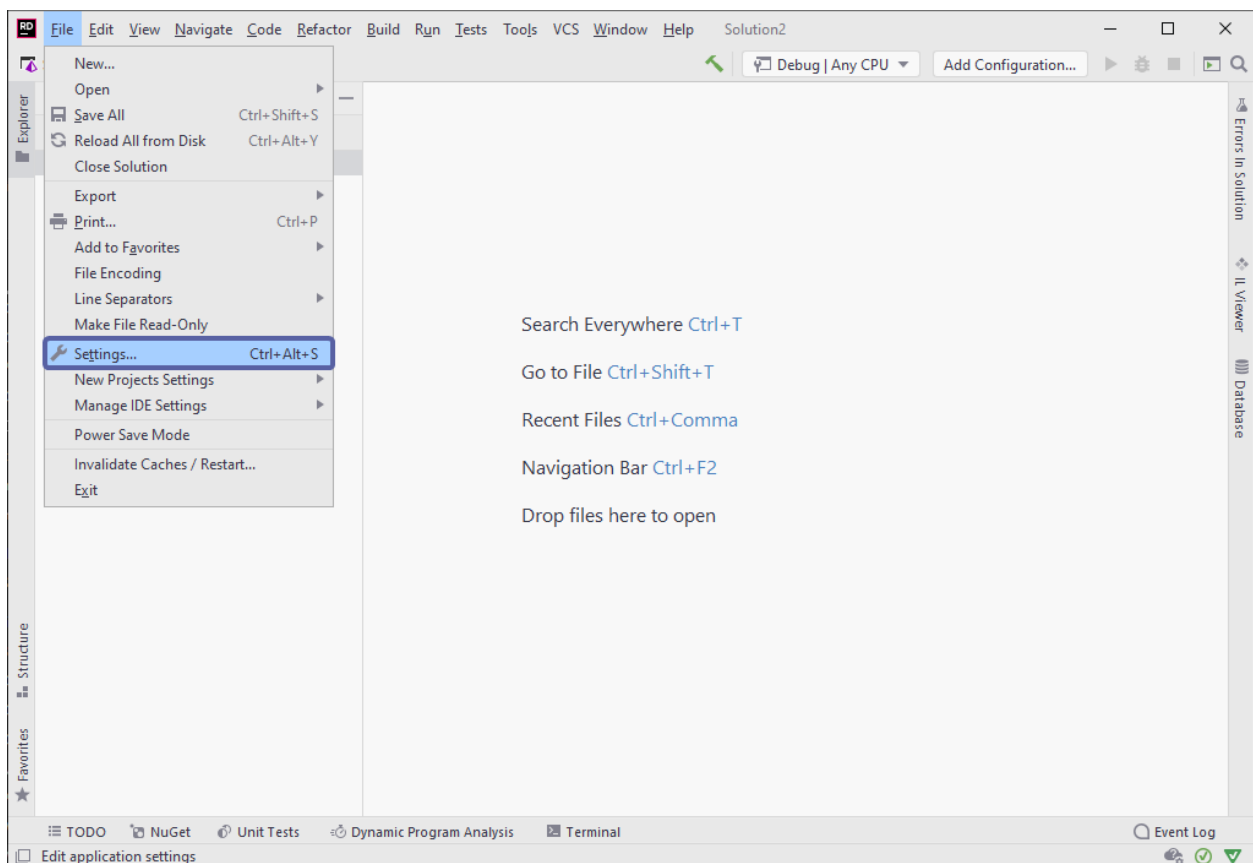 RD File Edit View Navigate Code Refactor Build Run Tests Tools VCS Window Help Solution2
Debug | Any CPU Add Configuration...
New...
Open
Save All Ctrl+Shift+S
Reload All from Disk Ctrl+Alt+Y
Close Solution
Export
Print... Ctrl+P
Add to Favorites
File Encoding
Line Separators
Make File Read-Only
Settings... Ctrl+Alt+S
New Projects Settings
Manage IDE Settings
Power Save Mode
Invalidate Caches / Restart...
Exit
Explorer
Structure
Favorites
Search Everywhere Ctrl+T
Go to File Ctrl+Shift+T
Recent Files Ctrl+Comma
Navigation Bar Ctrl+F2
Drop files here to open
Errors In Solution
IL Viewer
Database
TODO NuGet Unit Tests Dynamic Program Analysis Terminal Event Log
Edit application settings